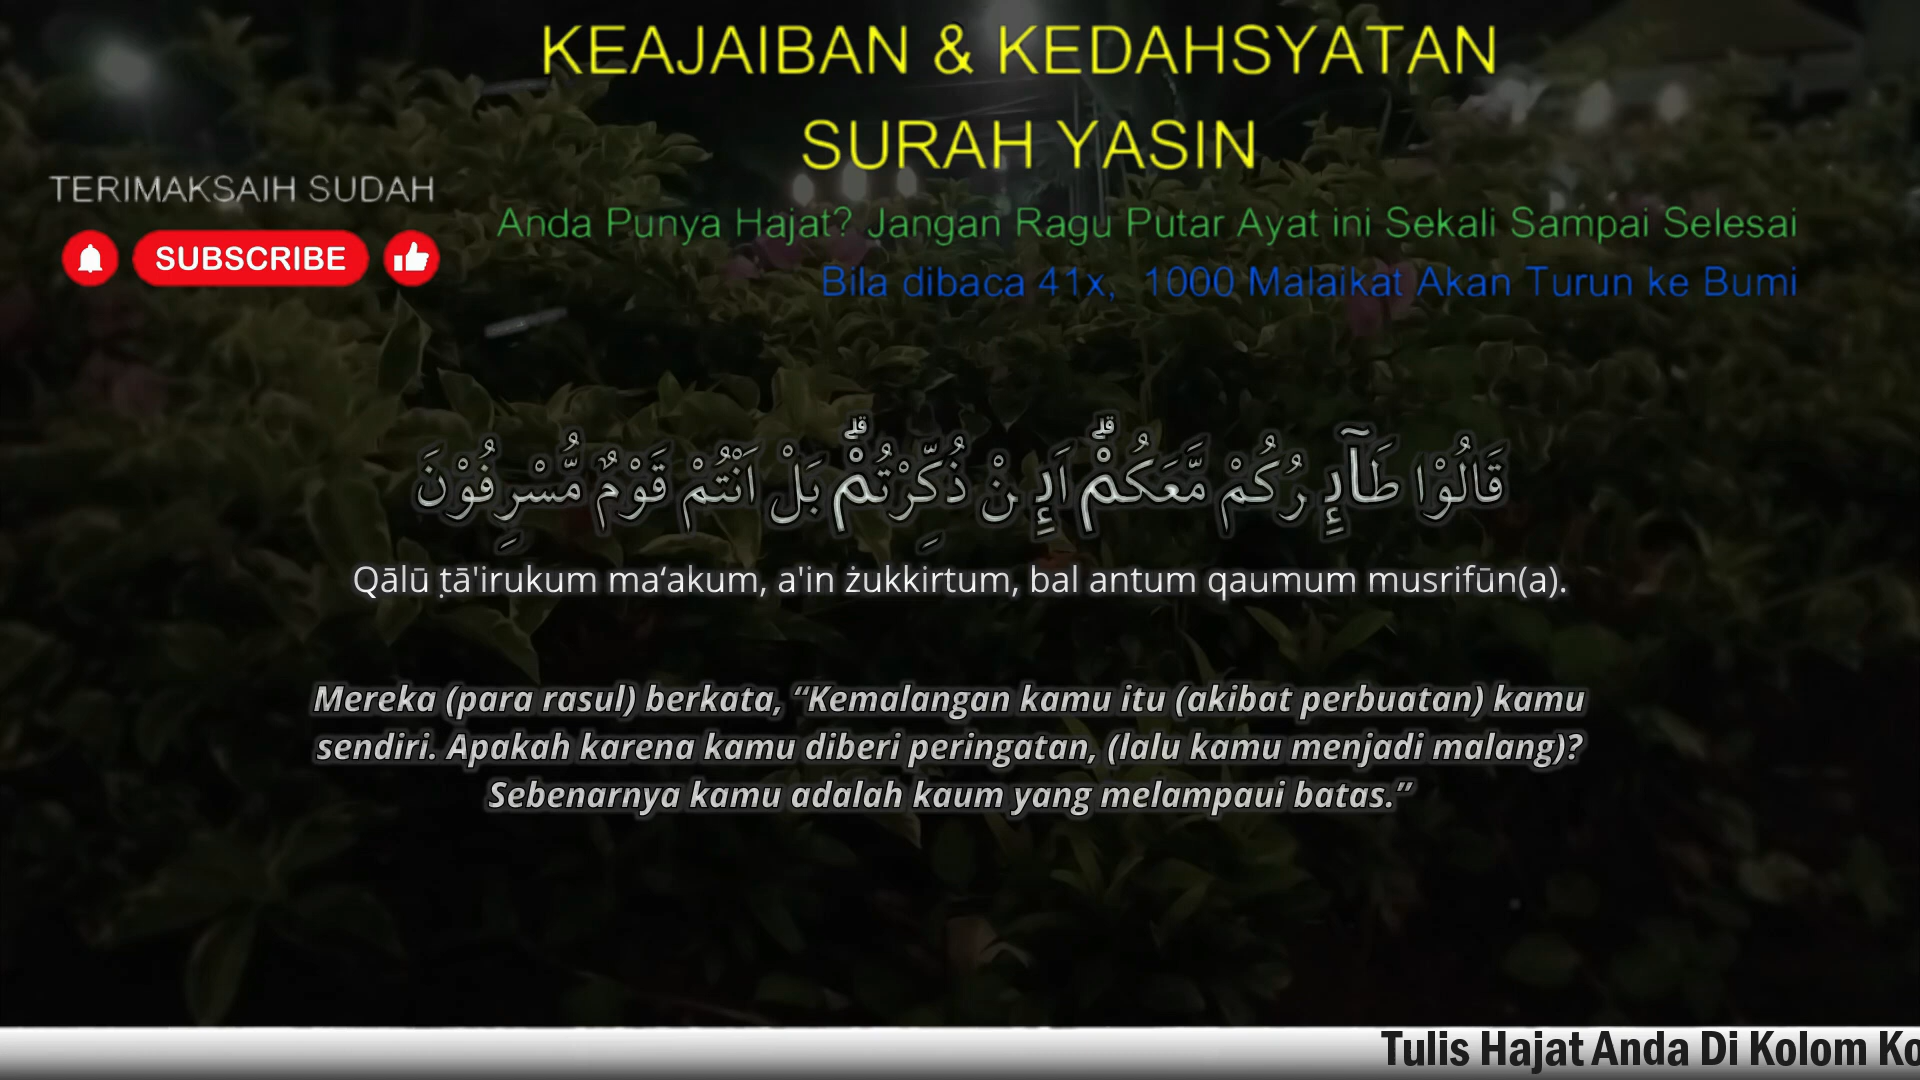 KEAJAIBAN & KEDAHSYATAN
SURAH YASIN
TERIMAKSAIH SUDAH
SUBSCRIBE
Anda Punya Hajat? Jangan Ragu Putar Ayat ini Sekali Sampai Selesai
Bila dibaca 41x, 1000 Malaikat Akan Turun ke Bumi
قَالُوْا طَاۤىِٕرُكُمْ مَّعَكُمْۗ اَىِٕنْ ذُكِّرْتُمْۗ بَلْ اَنْتُمْ قَوْمٌ مُّسْرِفُوْنَ
Qālū ṭā'irukum ma‘akum, a'in żukkirtum, bal antum qaumum musrifūn(a).
Mereka (para rasul) berkata, “Kemalangan kamu itu (akibat perbuatan) kamu
sendiri. Apakah karena kamu diberi peringatan, (lalu kamu menjadi malang)?
Sebenarnya kamu adalah kaum yang melampaui batas.”
Tulis Hajat Anda Di Kolom Ko